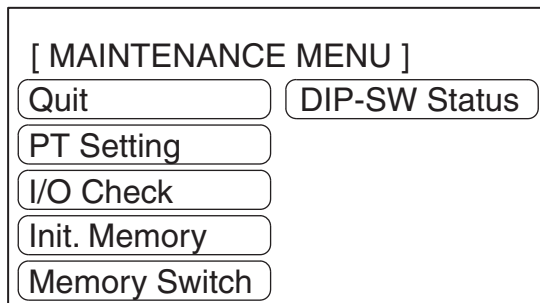 [ MAINTENANCE MENU ]
Quit DIP-SW Status
PT Setting
I/O Check
Init. Memory
Memory Switch